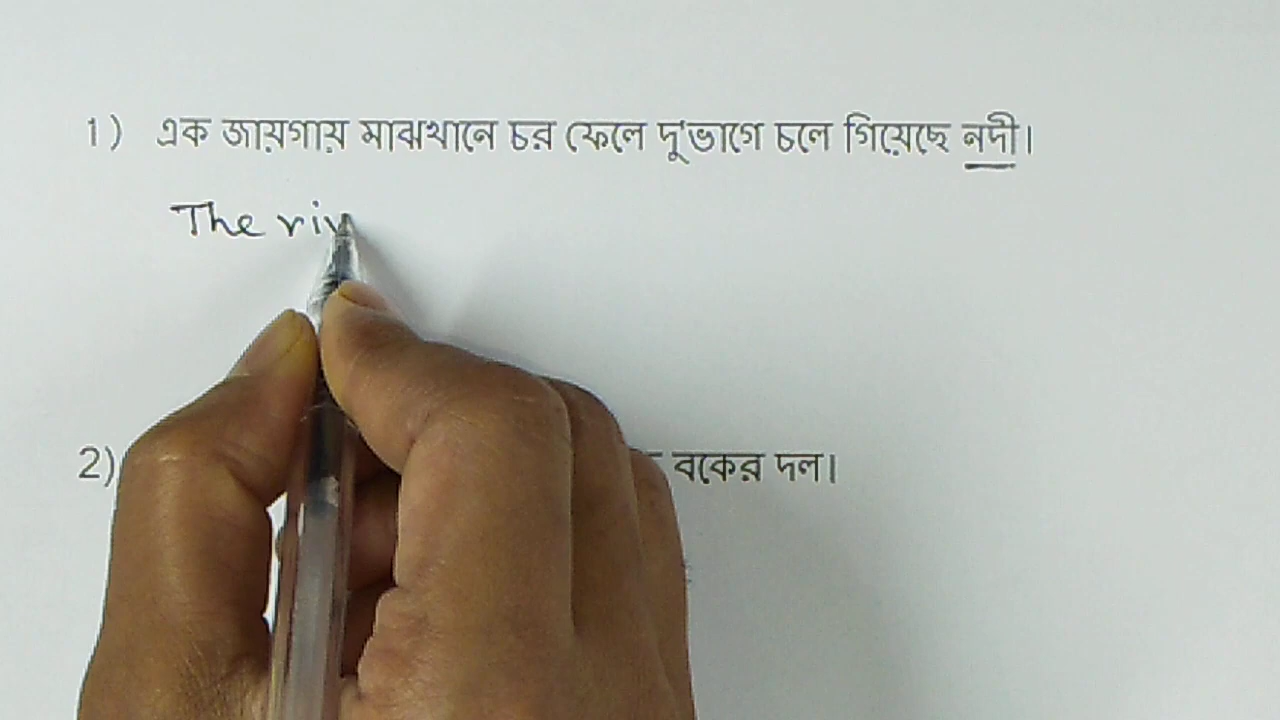 1) এক জায়গায় মাঝখানে চর ফেলে দু'ভাগে চলে গিয়েছে নদী।
The riv
2) বকের দল।